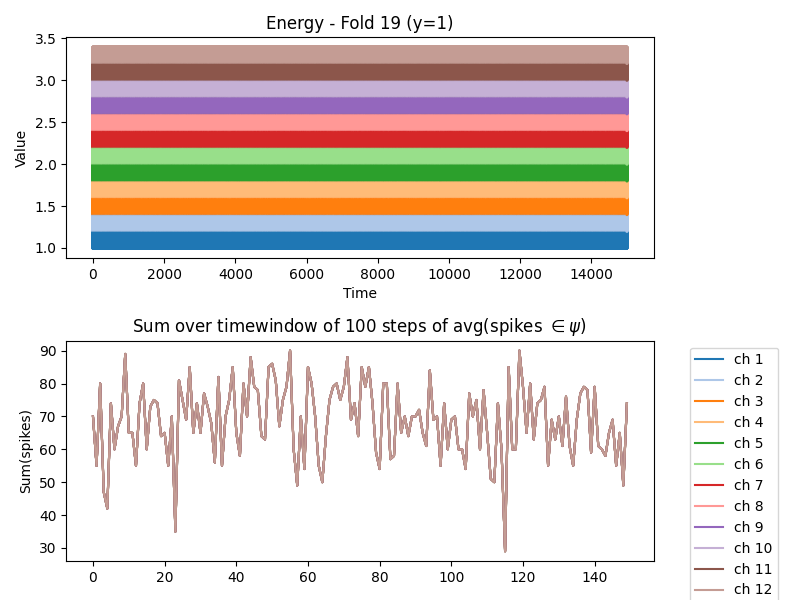 Energy - Fold 19 (y=1)
3.5
3.0
2.5
2.0
1.5
1.0
Value
0 2000 4000 6000 8000 10000 12000 14000
Time
Sum over timewindow of 100 steps of avg(spikes ∈ ψ)
90
80
70
60
50
40
30
Sum(spikes)
0 20 40 60 80 100 120 140
ch 1
ch 2
ch 3
ch 4
ch 5
ch 6
ch 7
ch 8
ch 9
ch 10
ch 11
ch 12